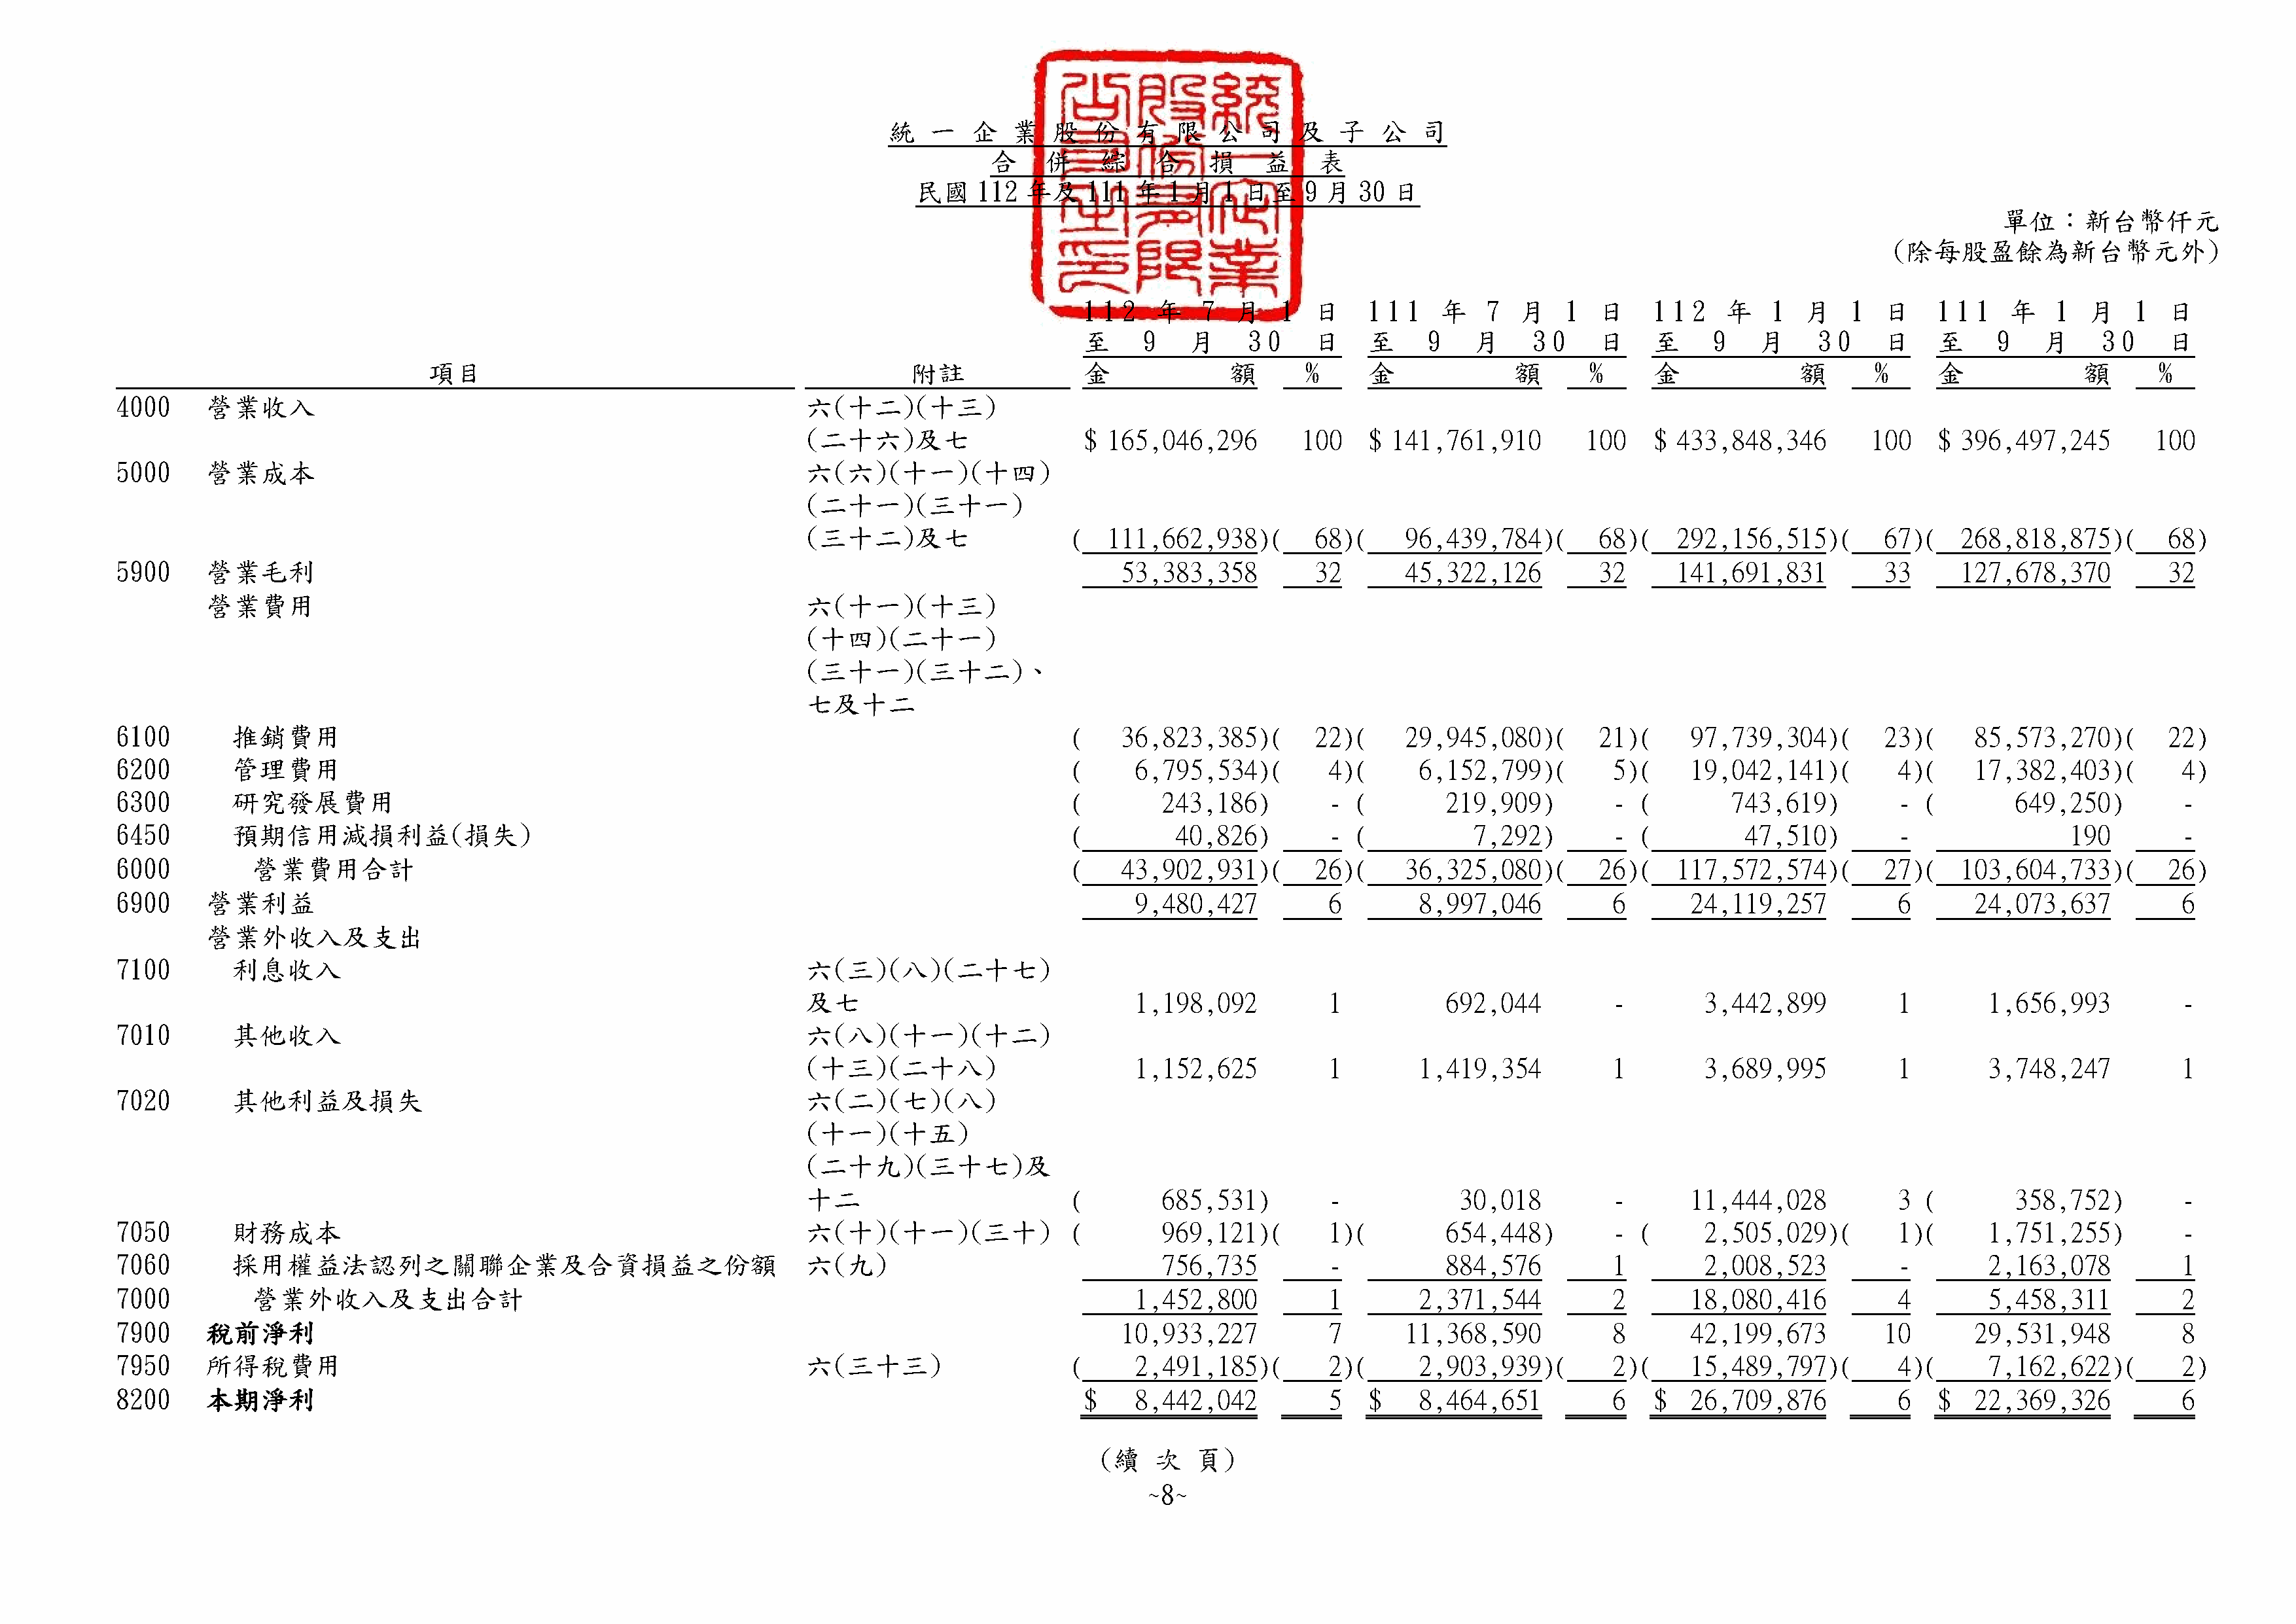 統一企業股份有限公司及子公司
合併綜合損益表
民國112年及111年1月1日至9月30日
單位：新台幣仟元
(除每股盈餘為新台幣元外)
112年7月1日 111年7月1日 112年1月1日 111年1月1日
至9月30日 至9月30日 至9月30日 至9月30日
項目 附註 金額 % 金額 % 金額 % 金額 %
4000 營業收入 六(十二)(十三)
(二十六)及七 $ 165,046,296 100 $ 141,761,910 100 $ 433,848,346 100 $ 396,497,245 100
5000 營業成本 六(六)(十一)(十四)
(二十一)(三十一)
(三十二)及七 ( 111,662,938)( 68)( 96,439,784)( 68)( 292,156,515)( 67)( 268,818,875)( 68)
5900 營業毛利 53,383,358 32 45,322,126 32 141,691,831 33 127,678,370 32
營業費用 六(十一)(十三)
(十四)(二十一)
(三十一)(三十二)、
七及十二
6100 推銷費用 ( 36,823,385)( 22)( 29,945,080)( 21)( 97,739,304)( 23)( 85,573,270)( 22)
6200 管理費用 ( 6,795,534)( 4)( 6,152,799)( 5)( 19,042,141)( 4)( 17,382,403)( 4)
6300 研究發展費用 ( 243,186) - ( 219,909) - ( 743,619) - ( 649,250) -
6450 預期信用減損利益(損失) ( 40,826) - ( 7,292) - ( 47,510) - 190 -
6000 營業費用合計 ( 43,902,931)( 26)( 36,325,080)( 26)( 117,572,574)( 27)( 103,604,733)( 26)
6900 營業利益 9,480,427 6 8,997,046 6 24,119,257 6 24,073,637 6
營業外收入及支出
7100 利息收入 六(三)(八)(二十七)
及七 1,198,092 1 692,044 - 3,442,899 1 1,656,993 -
7010 其他收入 六(八)(十一)(十二)
(十三)(二十八) 1,152,625 1 1,419,354 1 3,689,995 1 3,748,247 1
7020 其他利益及損失 六(二)(七)(八)
(十一)(十五)
(二十九)(三十七)及
十二 ( 685,531) - 30,018 - 11,444,028 3 ( 358,752) -
7050 財務成本 六(十)(十一)(三十) ( 969,121)( 1)( 654,448) - ( 2,505,029)( 1)( 1,751,255) -
7060 採用權益法認列之關聯企業及合資損益之份額 六(九) 756,735 - 884,576 1 2,008,523 - 2,163,078 1
7000 營業外收入及支出合計 1,452,800 1 2,371,544 2 18,080,416 4 5,458,311 2
7900 稅前淨利 10,933,227 7 11,368,590 8 42,199,673 10 29,531,948 8
7950 所得稅費用 六(三十三) ( 2,491,185)( 2)( 2,903,939)( 2)( 15,489,797)( 4)( 7,162,622)( 2)
8200 本期淨利 $ 8,442,042 5 $ 8,464,651 6 $ 26,709,876 6 $ 22,369,326 6
(續次頁)
~8~